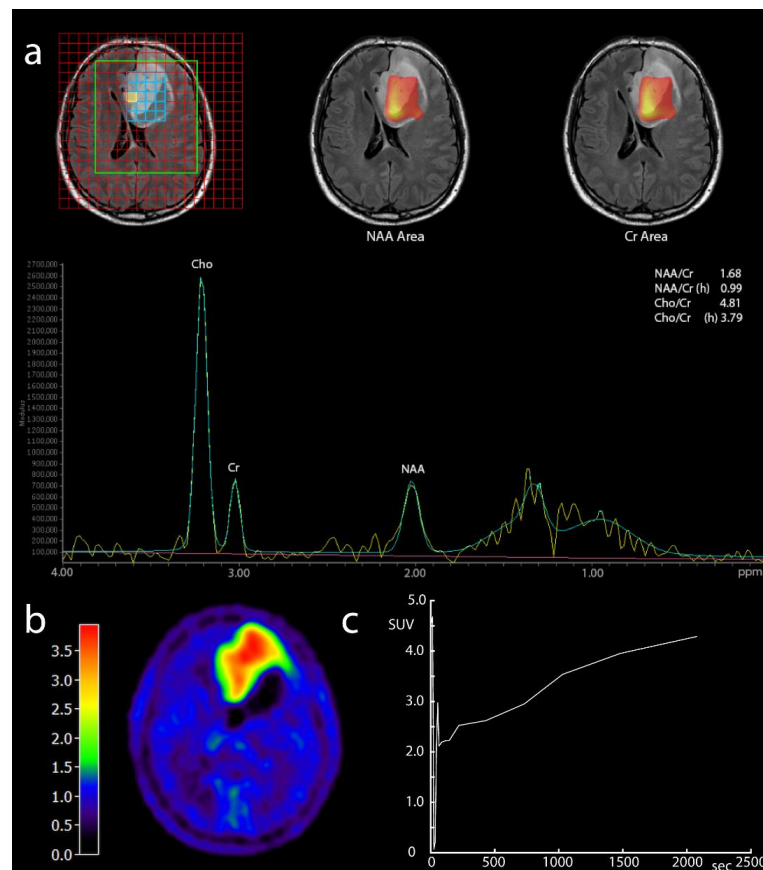 a
NAA Area
Cr Area
NAA/Cr 1.68
NAA/Cr (h) 0.99
Cho/Cr 4.81
Cho/Cr (h) 3.79
Cho
Cr
NAA
Modulus
2700,000
2600,000
2500,000
2400,000
2300,000
2200,000
2100,000
2000,000
1900,000
1800,000
1700,000
1600,000
1500,000
1400,000
1300,000
1200,000
1100,000
1000,000
900,000
800,000
700,000
600,000
500,000
400,000
300,000
200,000
100,000
4.00 3.00 2.00 1.00 ppm
b
3.5
3.0
2.5
2.0
1.5
1.0
0.5
0.0
c
SUV
5.0
4.0
3.0
2.0
1.0
0
0 500 1000 1500 2000 sec 2500